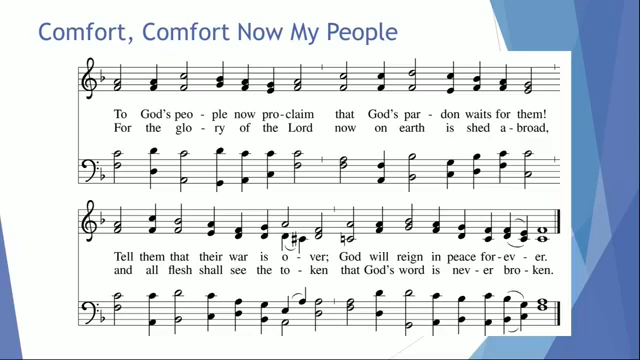 Comfort, Comfort Now My People
To God's peo - ple now pro - claim that God's par - don waits for them!
For the glo - ry of the Lord now on earth is shed a - broad,
Tell them that their war is o - ver; God will reign in peace for - ev - er.
and all flesh shall see the to - ken that God's word is nev - er bro - ken.